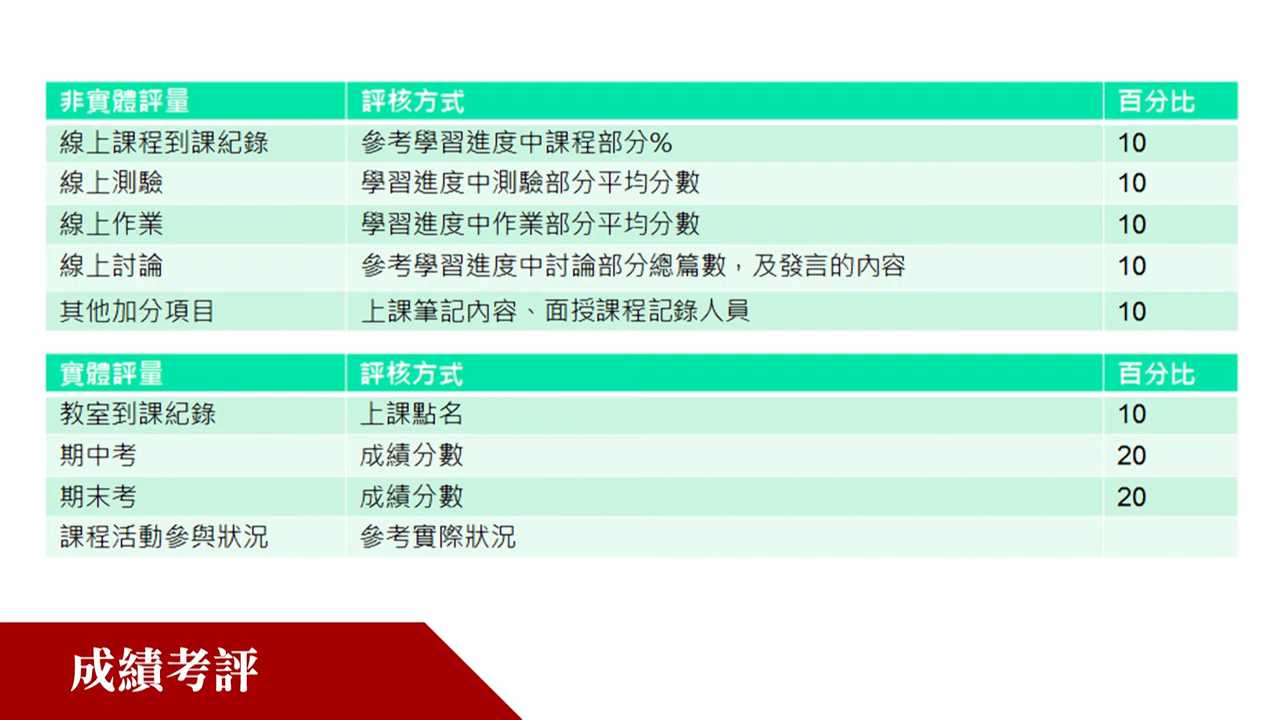 非實體評量 評核方式 百分比
線上課程到課紀錄 參考學習進度中課程部分% 10
線上測驗 學習進度中測驗部分平均分數 10
線上作業 學習進度中作業部分平均分數 10
線上討論 參考學習進度中討論部分總篇數，及發言的內容 10
其他加分項目 上課筆記內容、面授課程記錄人員 10
實體評量 評核方式 百分比
教室到課紀錄 上課點名 10
期中考 成績分數 20
期末考 成績分數 20
課程活動參與狀況 參考實際狀況
成績考評